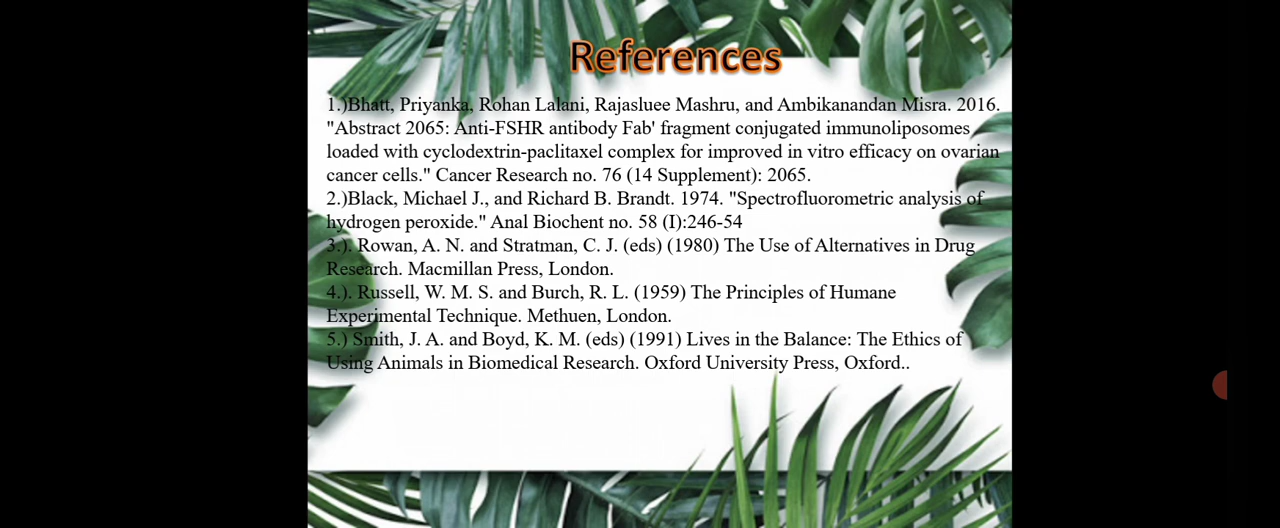 References
1.)Bhatt, Priyanka, Rohan Lalani, Rajasluee Mashru, and Ambikanandan Misra. 2016.
"Abstract 2065: Anti-FSHR antibody Fab' fragment conjugated immunoliposomes
loaded with cyclodextrin-paclitaxel complex for improved in vitro efficacy on ovarian
cancer cells." Cancer Research no. 76 (14 Supplement): 2065.
2.)Black, Michael J., and Richard B. Brandt. 1974. "Spectrofluorometric analysis of
hydrogen peroxide." Anal Biochent no. 58 (I):246-54
3.). Rowan, A. N. and Stratman, C. J. (eds) (1980) The Use of Alternatives in Drug
Research. Macmillan Press, London.
4.). Russell, W. M. S. and Burch, R. L. (1959) The Principles of Humane
Experimental Technique. Methuen, London.
5.) Smith, J. A. and Boyd, K. M. (eds) (1991) Lives in the Balance: The Ethics of
Using Animals in Biomedical Research. Oxford University Press, Oxford..